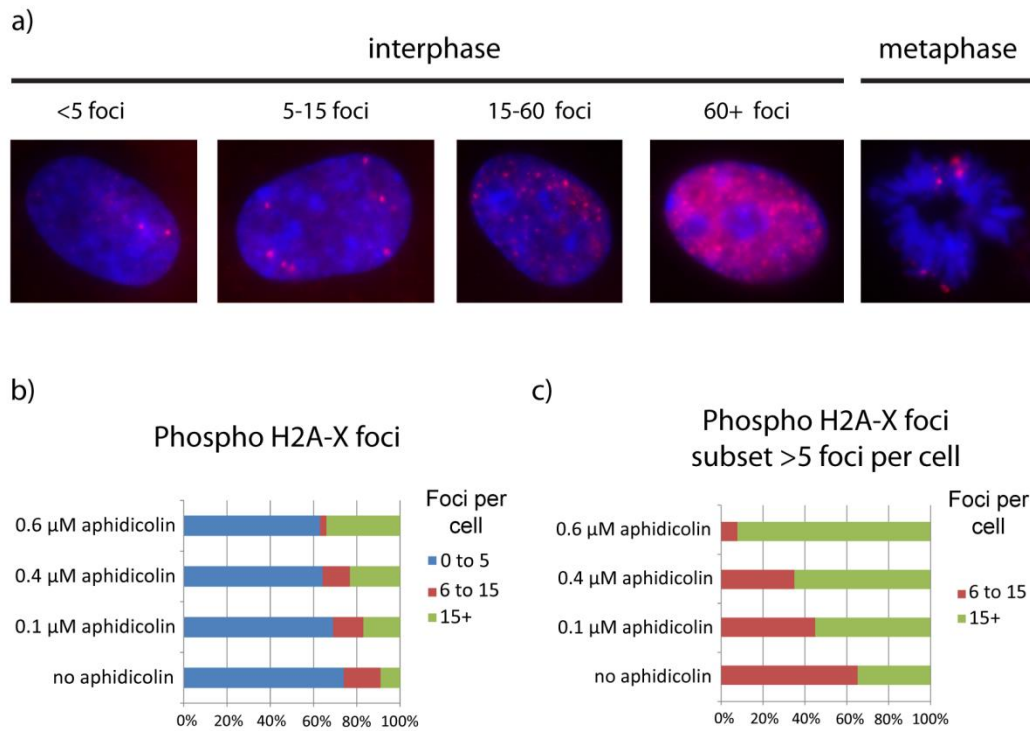 a)
interphase
metaphase
<5 foci
5-15 foci
15-60 foci
60+ foci
b)
Phospho H2A-X foci
0.6 µM aphidicolin
0.4 µM aphidicolin
0.1 µM aphidicolin
no aphidicolin
0% 20% 40% 60% 80% 100%
Foci per
cell
0 to 5
6 to 15
15+
c)
Phospho H2A-X foci
subset >5 foci per cell
0.6 µM aphidicolin
0.4 µM aphidicolin
0.1 µM aphidicolin
no aphidicolin
0% 20% 40% 60% 80% 100%
Foci per
cell
6 to 15
15+